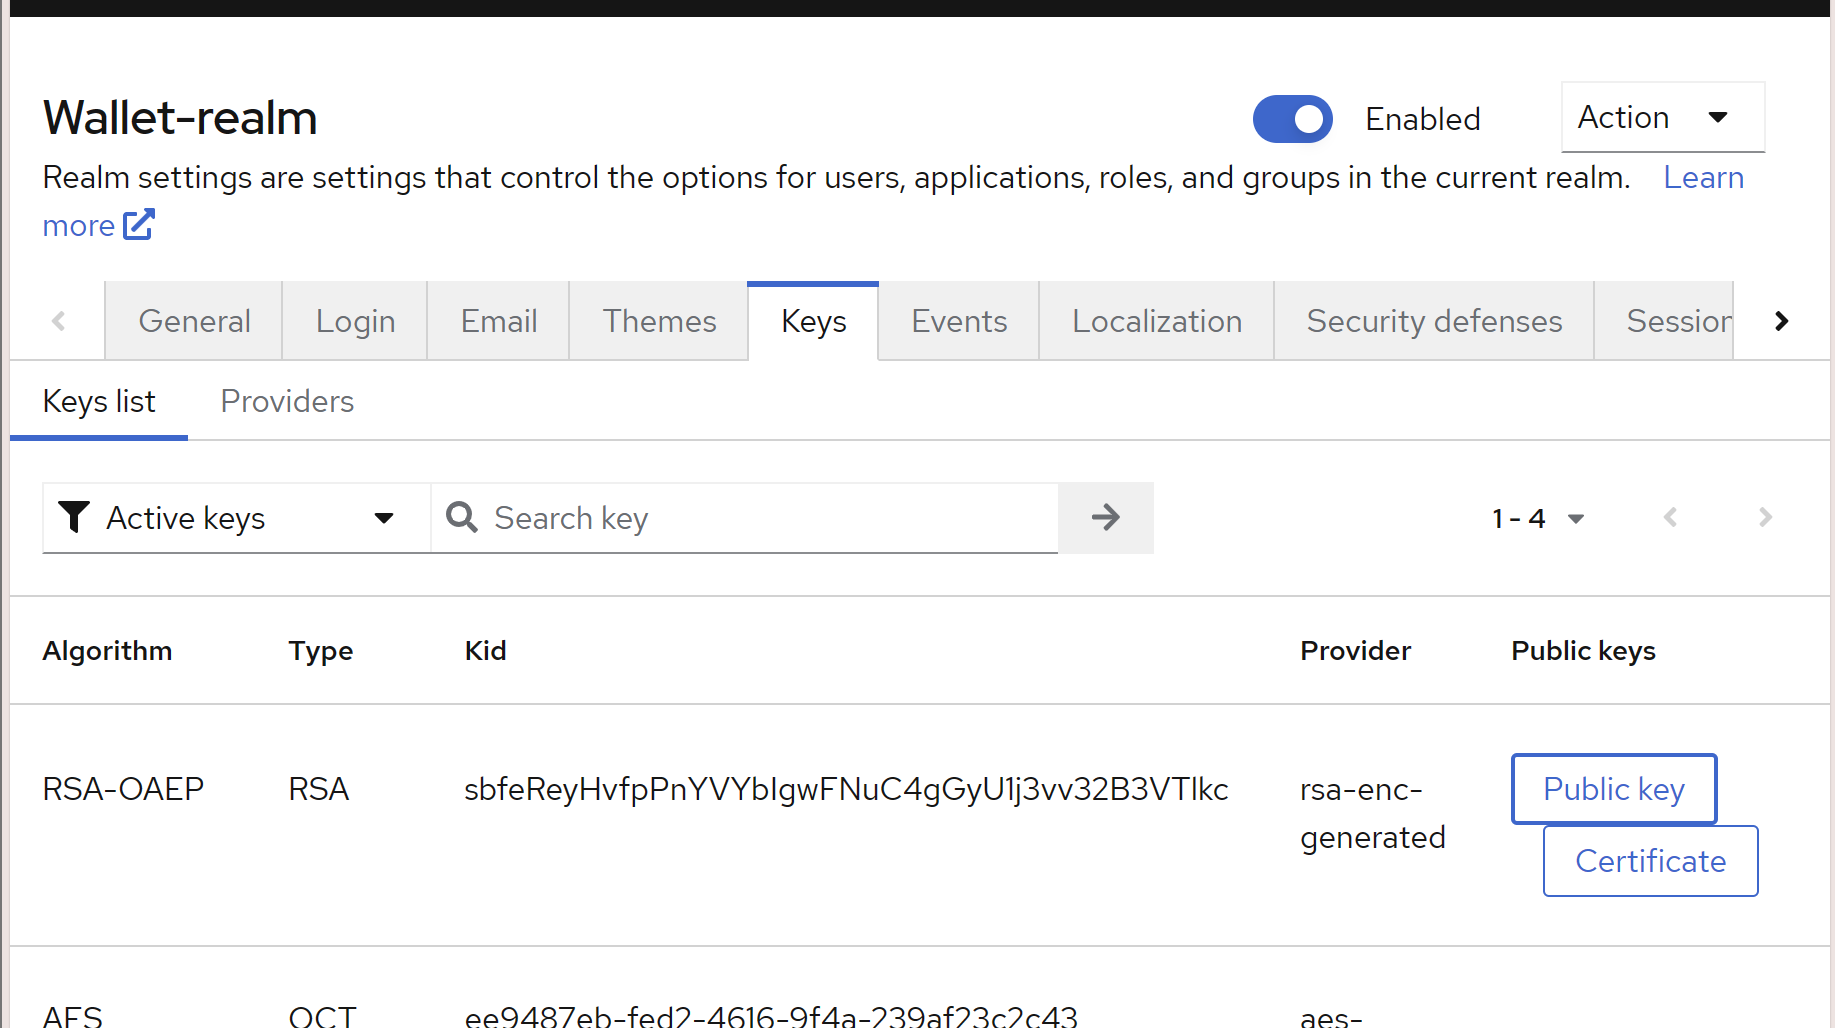 Wallet-realm
Enabled
Action
Realm settings are settings that control the options for users, applications, roles, and groups in the current realm. Learn
more
General Login Email Themes Keys Events Localization Security defenses Session
Keys list Providers
Active keys Search key 1 - 4
Algorithm Type Kid Provider Public keys
RSA-OAEP RSA sbfeReyHvfpPnYVYbIgwFNuC4gGyU1j3vv32B3VTlkc rsa-enc- Public key
generated
Certificate
AES OCT ee9487eb-fed2-4616-9f4a-239af23c2c43 aes-